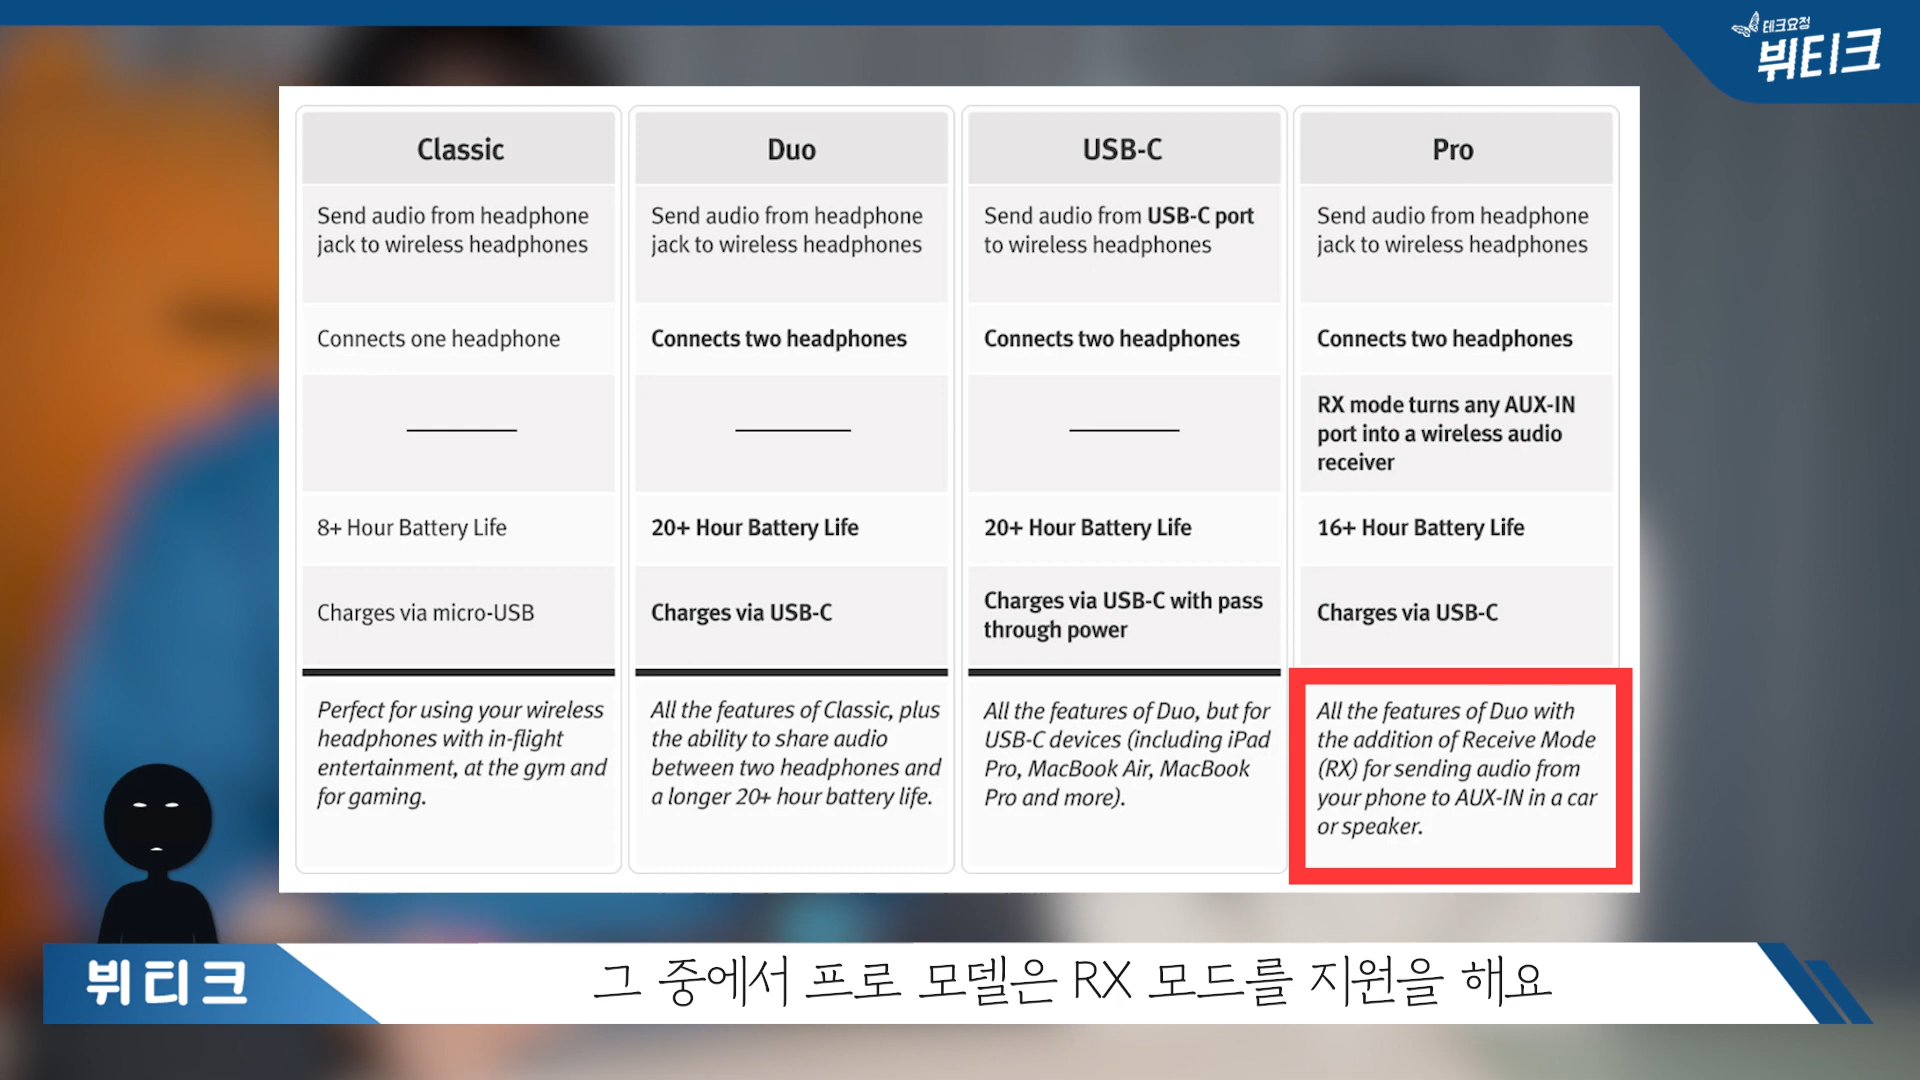 테크요정
뷔티크
Classic
Send audio from headphone
jack to wireless headphones
Connects one headphone
8+ Hour Battery Life
Charges via micro-USB
Perfect for using your wireless
headphones with in-flight
entertainment, at the gym and
for gaming.
Duo
Send audio from headphone
jack to wireless headphones
Connects two headphones
20+ Hour Battery Life
Charges via USB-C
All the features of Classic, plus
the ability to share audio
between two headphones and
a longer 20+ hour battery life.
USB-C
Send audio from USB-C port
to wireless headphones
Connects two headphones
20+ Hour Battery Life
Charges via USB-C with pass
through power
All the features of Duo, but for
USB-C devices (including iPad
Pro, MacBook Air, MacBook
Pro and more).
Pro
Send audio from headphone
jack to wireless headphones
Connects two headphones
RX mode turns any AUX-IN
port into a wireless audio
receiver
16+ Hour Battery Life
Charges via USB-C
All the features of Duo with
the addition of Receive Mode
(RX) for sending audio from
your phone to AUX-IN in a car
or speaker.
뷔티크
그 중에서 프로 모델은 RX 모드를 지원을 해요